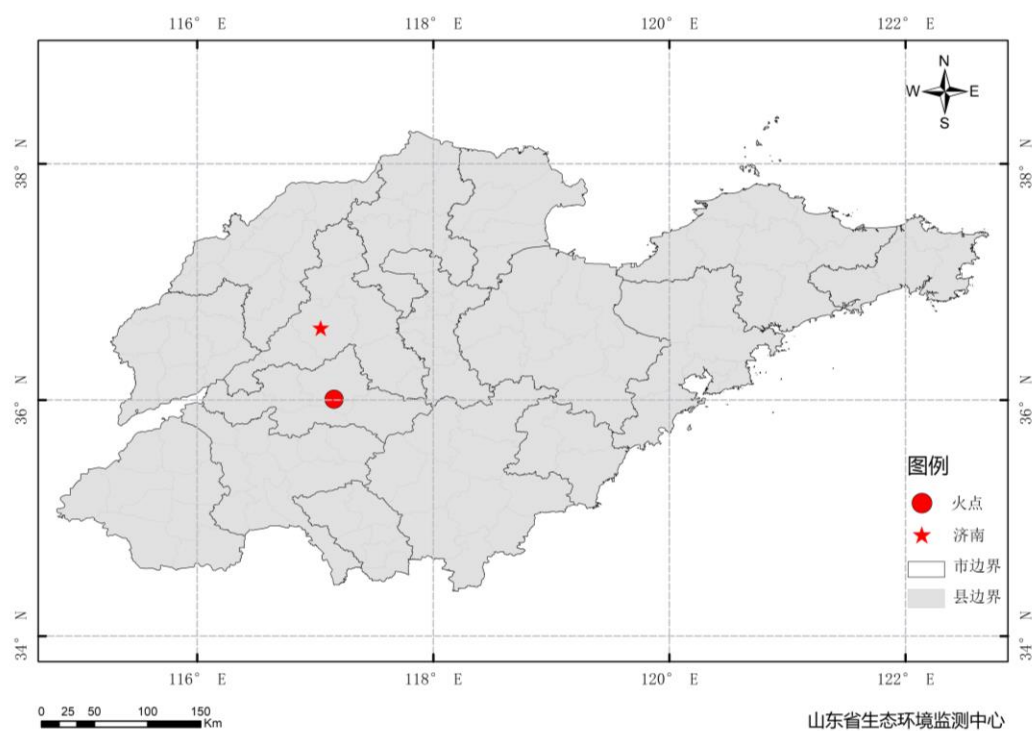 116° E 118° E 120° E 122° E
N
W E
S
38° N 38° N
36° N 36° N
图例
火点
济南
市边界
县边界
34° N 34° N
116° E 118° E 120° E 122° E
0 25 50 100 150
Km
山东省生态环境监测中心